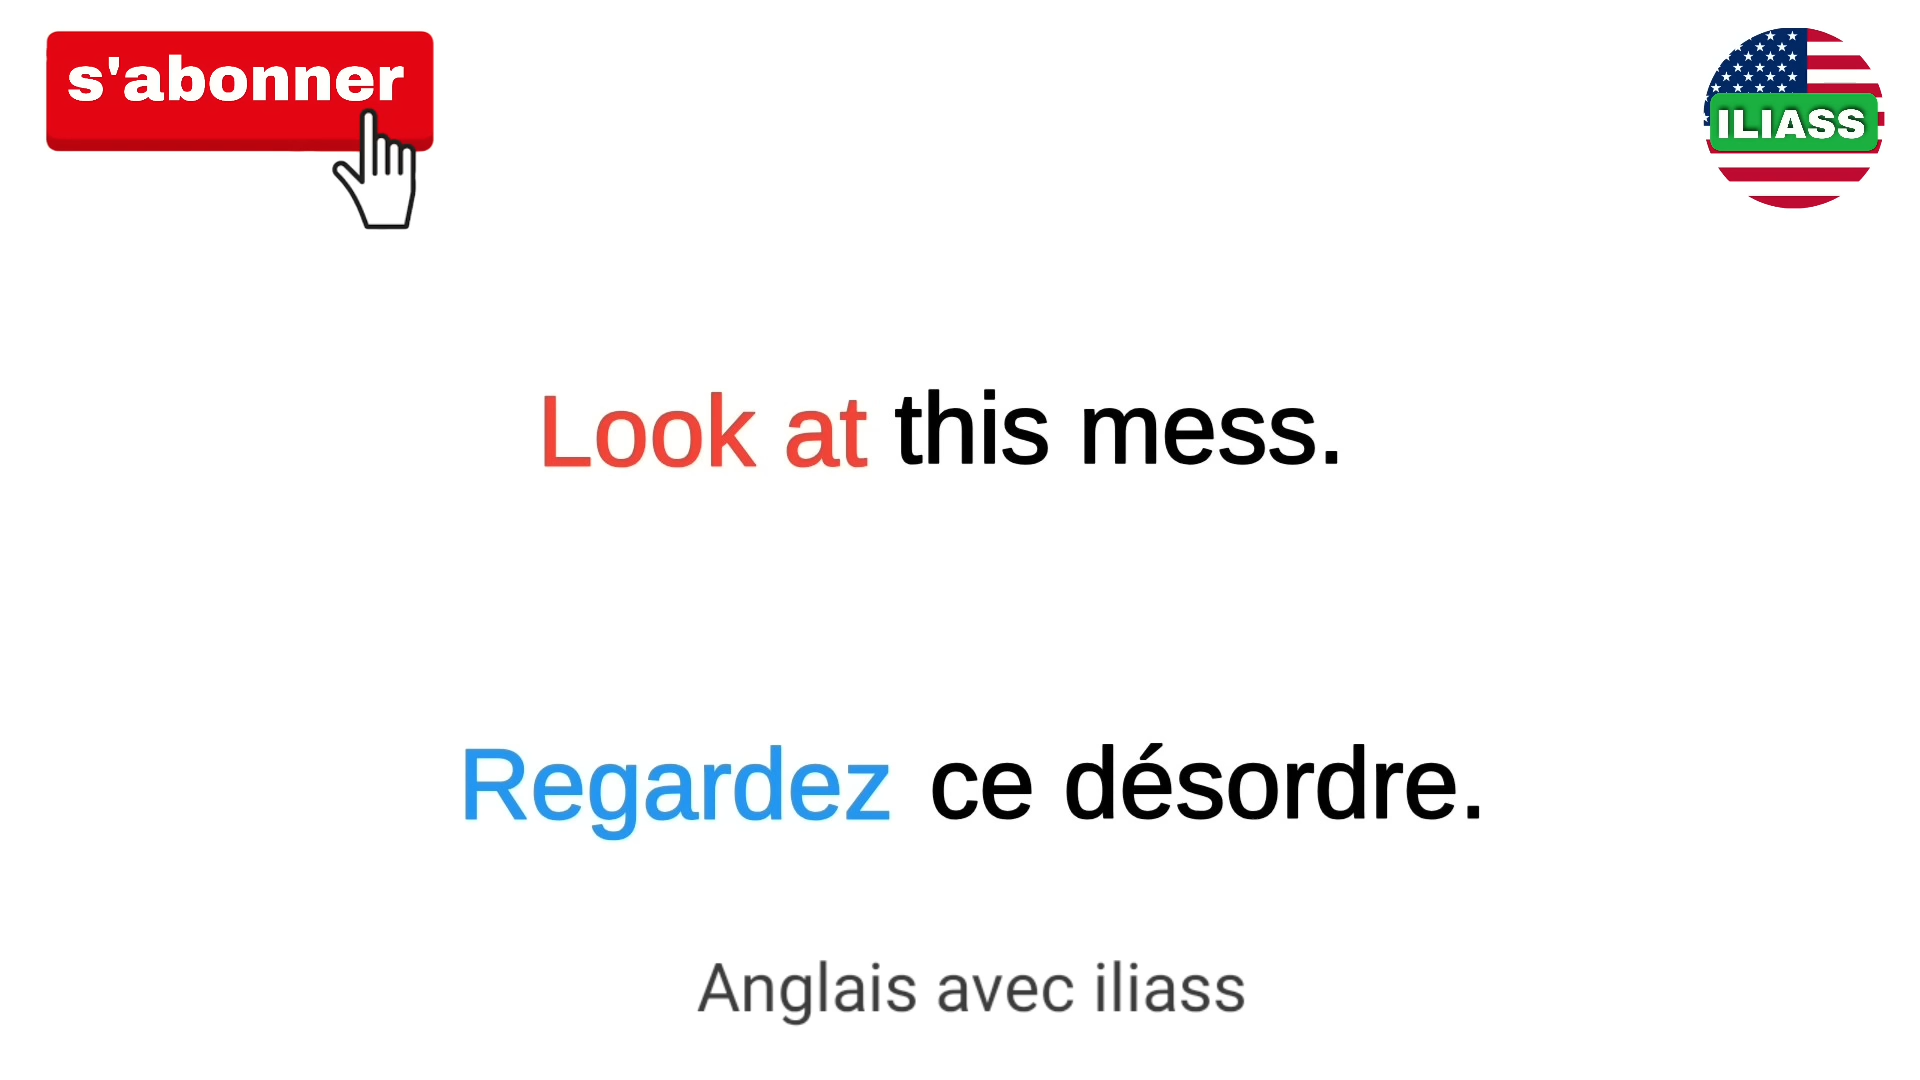 s'abonner
ILIASS
Look at this mess.
Regardez ce désordre.
Anglais avec iliass